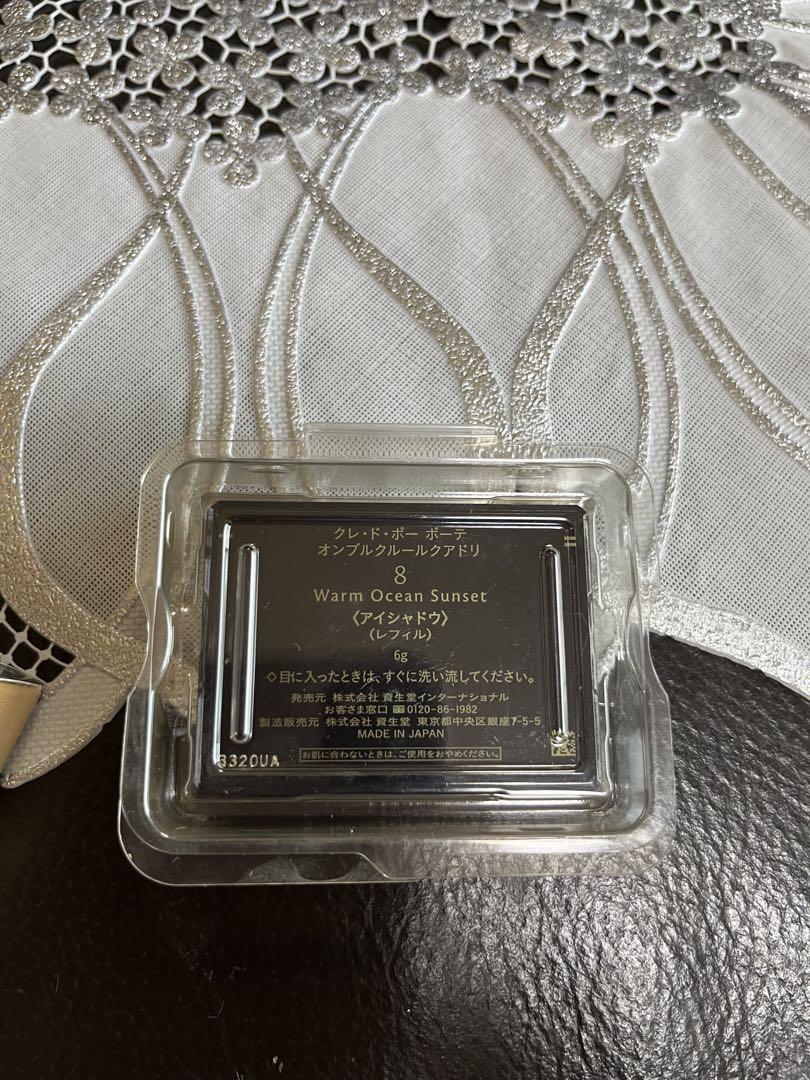 クレ・ド・ポー ボーテ
オンブルクルールクアドリ
8
Warm Ocean Sunset
〈アイシャドウ〉
(レフィル)
6g
◇目に入ったときは、すぐに洗い流してください。
発売元 株式会社 資生堂インターナショナル
お客さま窓口 0120-86-1982
製造販売元 株式会社 資生堂 東京都中央区銀座7-5-5
MADE IN JAPAN
お肌に合わないときは、ご使用をおやめください。
3320UA